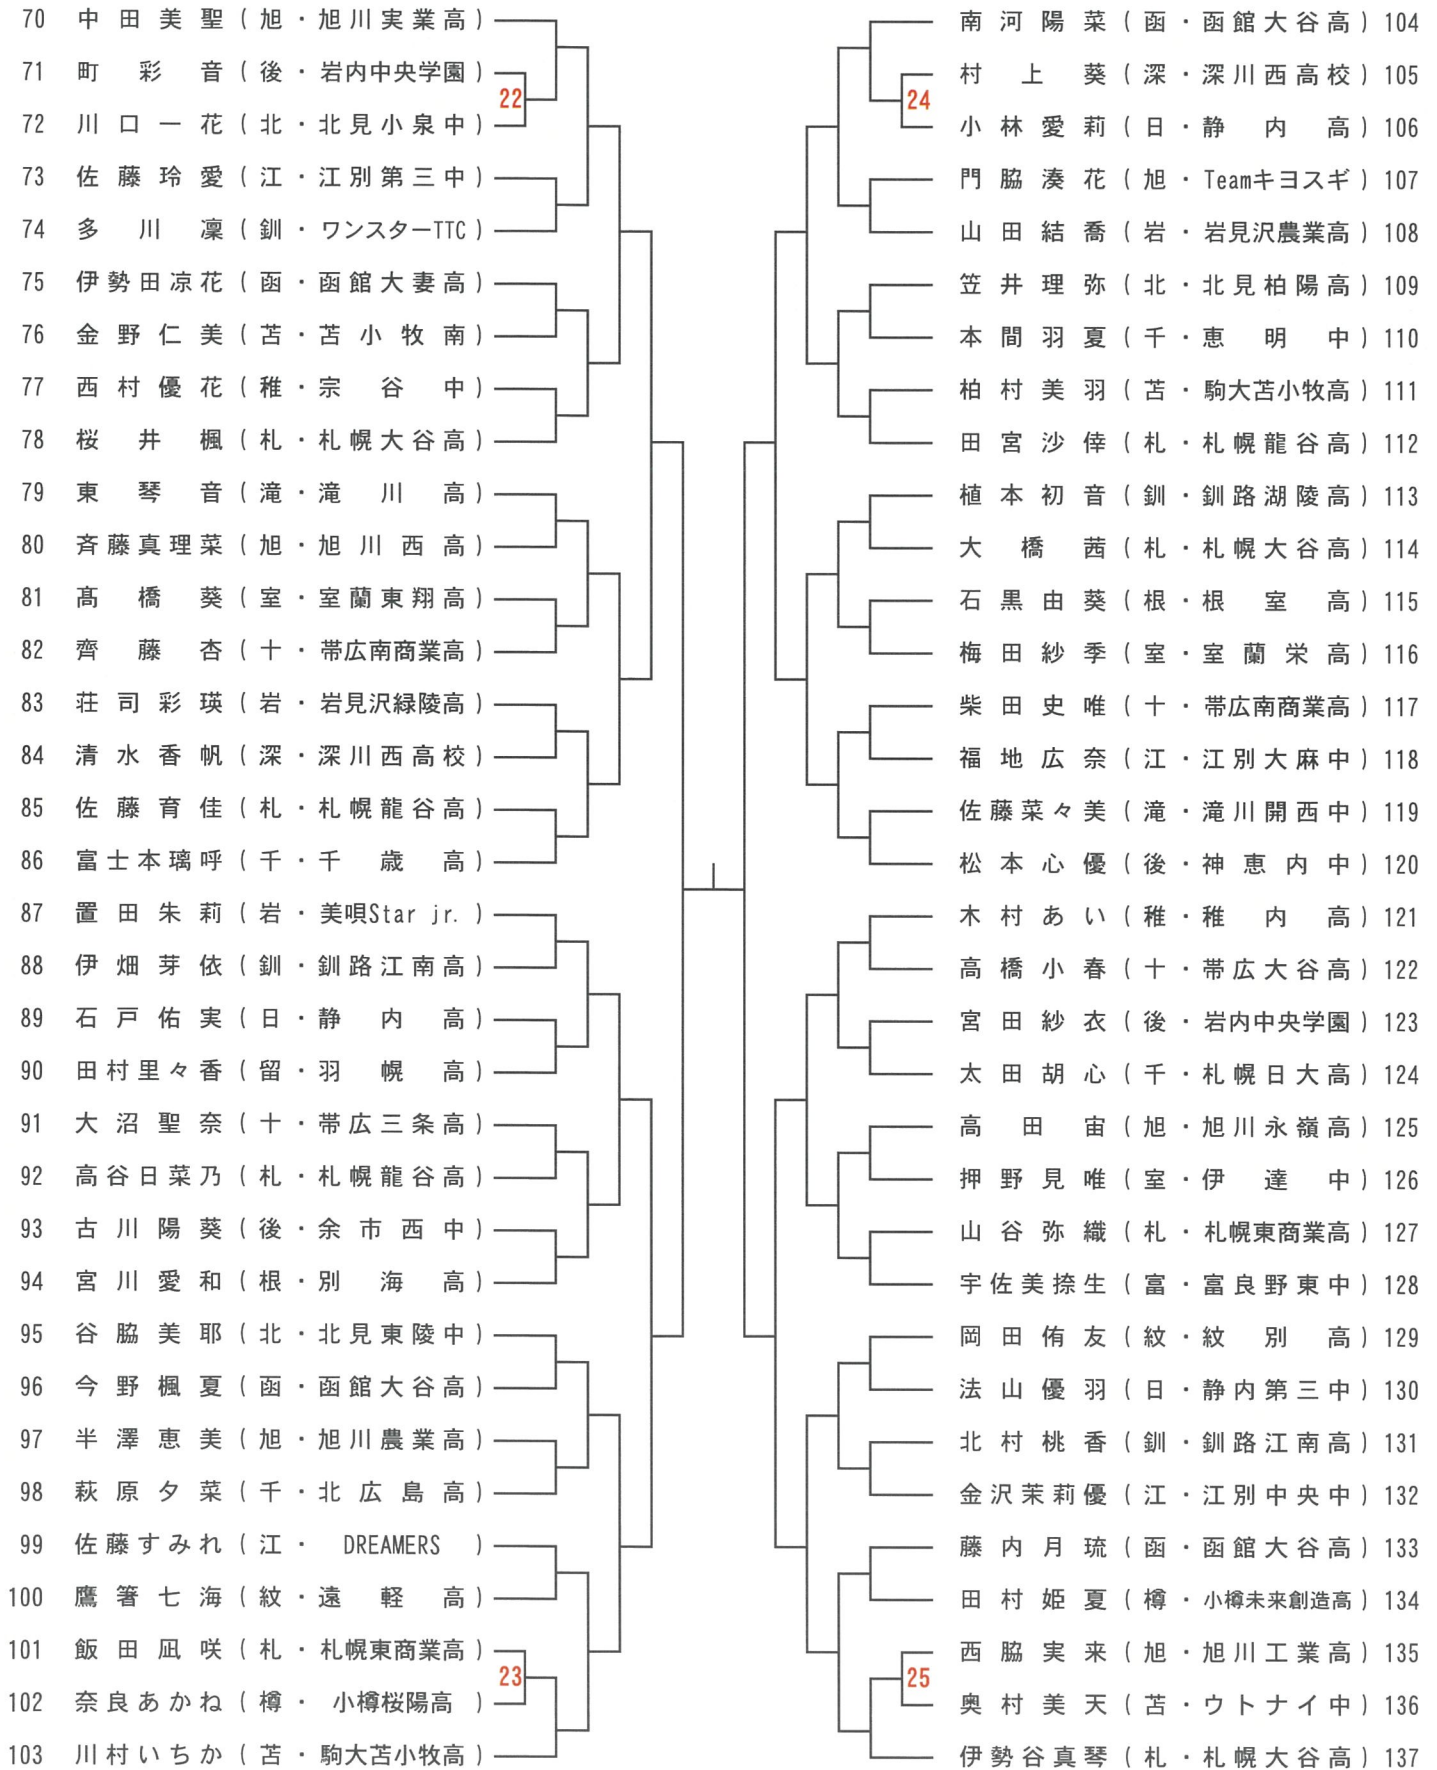 70 中田美聖（旭・旭川実業高）
71 町彩音（後・岩内中央学園）
22
72 川口一花（北・北見小泉中）
73 佐藤玲愛（江・江別第三中）
74 多川凜（釧・ワンスターTTC）
75 伊勢田涼花（函・函館大妻高）
76 金野仁美（苫・苫小牧南）
77 西村優花（稚・宗谷中）
78 桜井楓（札・札幌大谷高）
79 東琴音（滝・滝川高）
80 斉藤真理菜（旭・旭川西高）
81 髙橋葵（室・室蘭東翔高）
82 齊藤杏（十・帯広南商業高）
83 荘司彩瑛（岩・岩見沢緑陵高）
84 清水香帆（深・深川西高校）
85 佐藤育佳（札・札幌龍谷高）
86 富士本璃呼（千・千歳高）
87 置田朱莉（岩・美唄Star jr.）
88 伊畑芽依（釧・釧路江南高）
89 石戸佑実（日・静内高）
90 田村里々香（留・羽幌高）
91 大沼聖奈（十・帯広三条高）
92 高谷日菜乃（札・札幌龍谷高）
93 古川陽葵（後・余市西中）
94 宮川愛和（根・別海高）
95 谷脇美耶（北・北見東陵中）
96 今野楓夏（函・函館大谷高）
97 半澤恵美（旭・旭川農業高）
98 萩原夕菜（千・北広島高）
99 佐藤すみれ（江・DREAMERS）
100 鷹箸七海（紋・遠軽高）
101 飯田凪咲（札・札幌東商業高）
23
102 奈良あかね（樽・小樽桜陽高）
103 川村いちか（苫・駒大苫小牧高）
南河陽菜（函・函館大谷高）104
村上葵（深・深川西高校）105
24
小林愛莉（日・静内高）106
門脇湊花（旭・Teamキヨスギ）107
山田結喬（岩・岩見沢農業高）108
笠井理弥（北・北見柏陽高）109
本間羽夏（千・恵明中）110
柏村美羽（苫・駒大苫小牧高）111
田宮沙倖（札・札幌龍谷高）112
植本初音（釧・釧路湖陵高）113
大橋茜（札・札幌大谷高）114
石黒由葵（根・根室高）115
梅田紗季（室・室蘭栄高）116
柴田史唯（十・帯広南商業高）117
福地広奈（江・江別大麻中）118
佐藤菜々美（滝・滝川開西中）119
松本心優（後・神恵内中）120
木村あい（稚・稚内高）121
高橋小春（十・帯広大谷高）122
宮田紗衣（後・岩内中央学園）123
太田胡心（千・札幌日大高）124
高田宙（旭・旭川永嶺高）125
押野見唯（室・伊達中）126
山谷弥織（札・札幌東商業高）127
宇佐美捺生（富・富良野東中）128
岡田侑友（紋・紋別高）129
法山優羽（日・静内第三中）130
北村桃香（釧・釧路江南高）131
金沢茉莉優（江・江別中央中）132
藤内月琉（函・函館大谷高）133
田村姫夏（樽・小樽未来創造高）134
西脇実来（旭・旭川工業高）135
25
奥村美天（苫・ウトナイ中）136
伊勢谷真琴（札・札幌大谷高）137